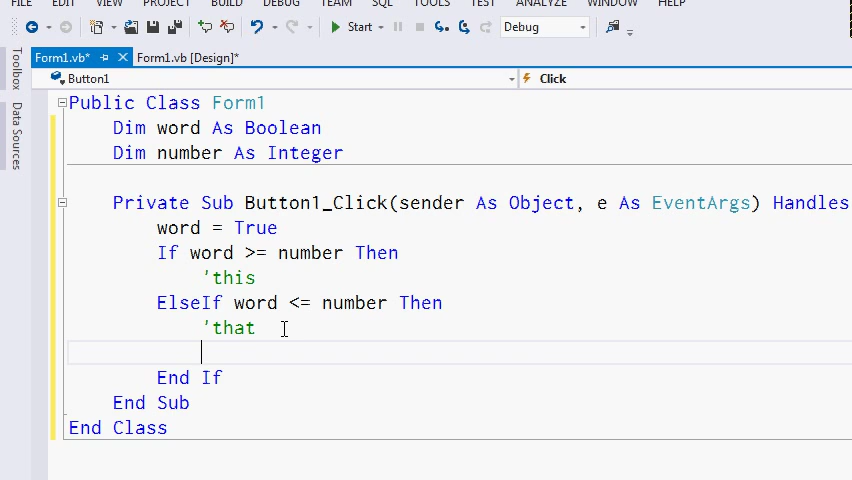 FILE EDIT VIEW PROJECT BUILD DEBUG TEAM SQL TOOLS TEST ANALYZE WINDOW HELP
Start Debug
Form1.vb* Form1.vb [Design]*
Toolbox
Data Sources
Button1 Click
Public Class Form1
Dim word As Boolean
Dim number As Integer
Private Sub Button1_Click(sender As Object, e As EventArgs) Handles
word = True
If word >= number Then
'this
ElseIf word <= number Then
'that
End If
End Sub
End Class